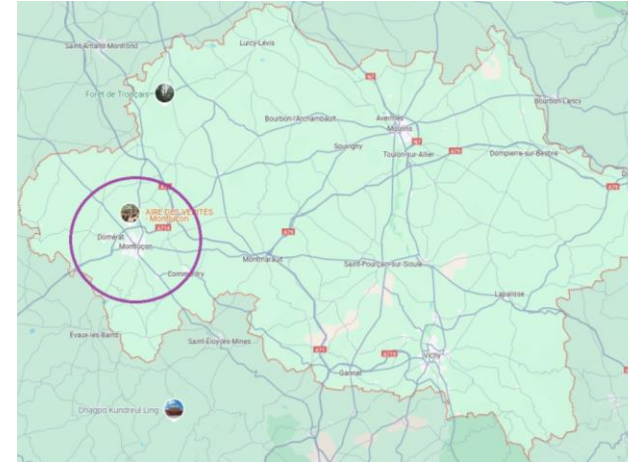 Saint-Amand-Montrond
Lurcy-Lévis
Forêt de Tronçais
Bourbon-Lancy
Bourbon-l'Archambault
Avermes
Moulins
Souvigny
Toulon-sur-Allier
Dompierre-sur-Besbre
AIRE DES VÉRITÉS
Montluçon
Domérat
Montluçon
Commentry
Montmarault
Saint-Pourçain-sur-Sioule
Lapalisse
Évaux-les-Bains
Saint-Éloy-les-Mines
Vichy
Gannat
Dhagpo Kundreul Ling